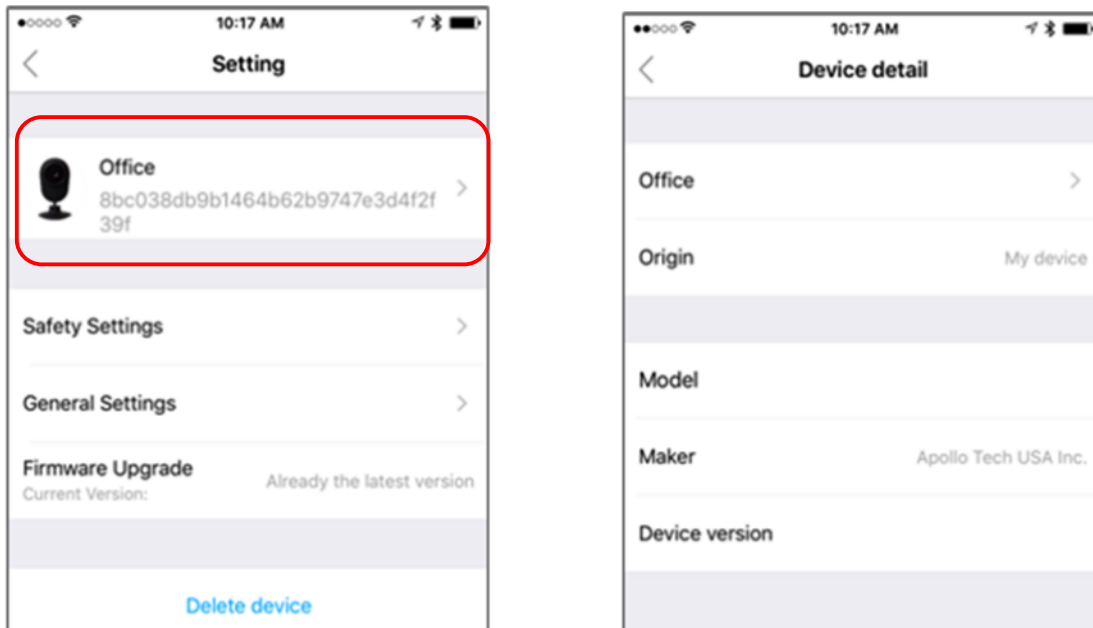 10:17 AM
Setting
Office
8bc038db9b1464b62b9747e3d4f2f
39f
Safety Settings
General Settings
Firmware Upgrade
Current Version:
Already the latest version
Delete device
10:17 AM
Device detail
Office
Origin
My device
Model
Maker
Apollo Tech USA Inc.
Device version